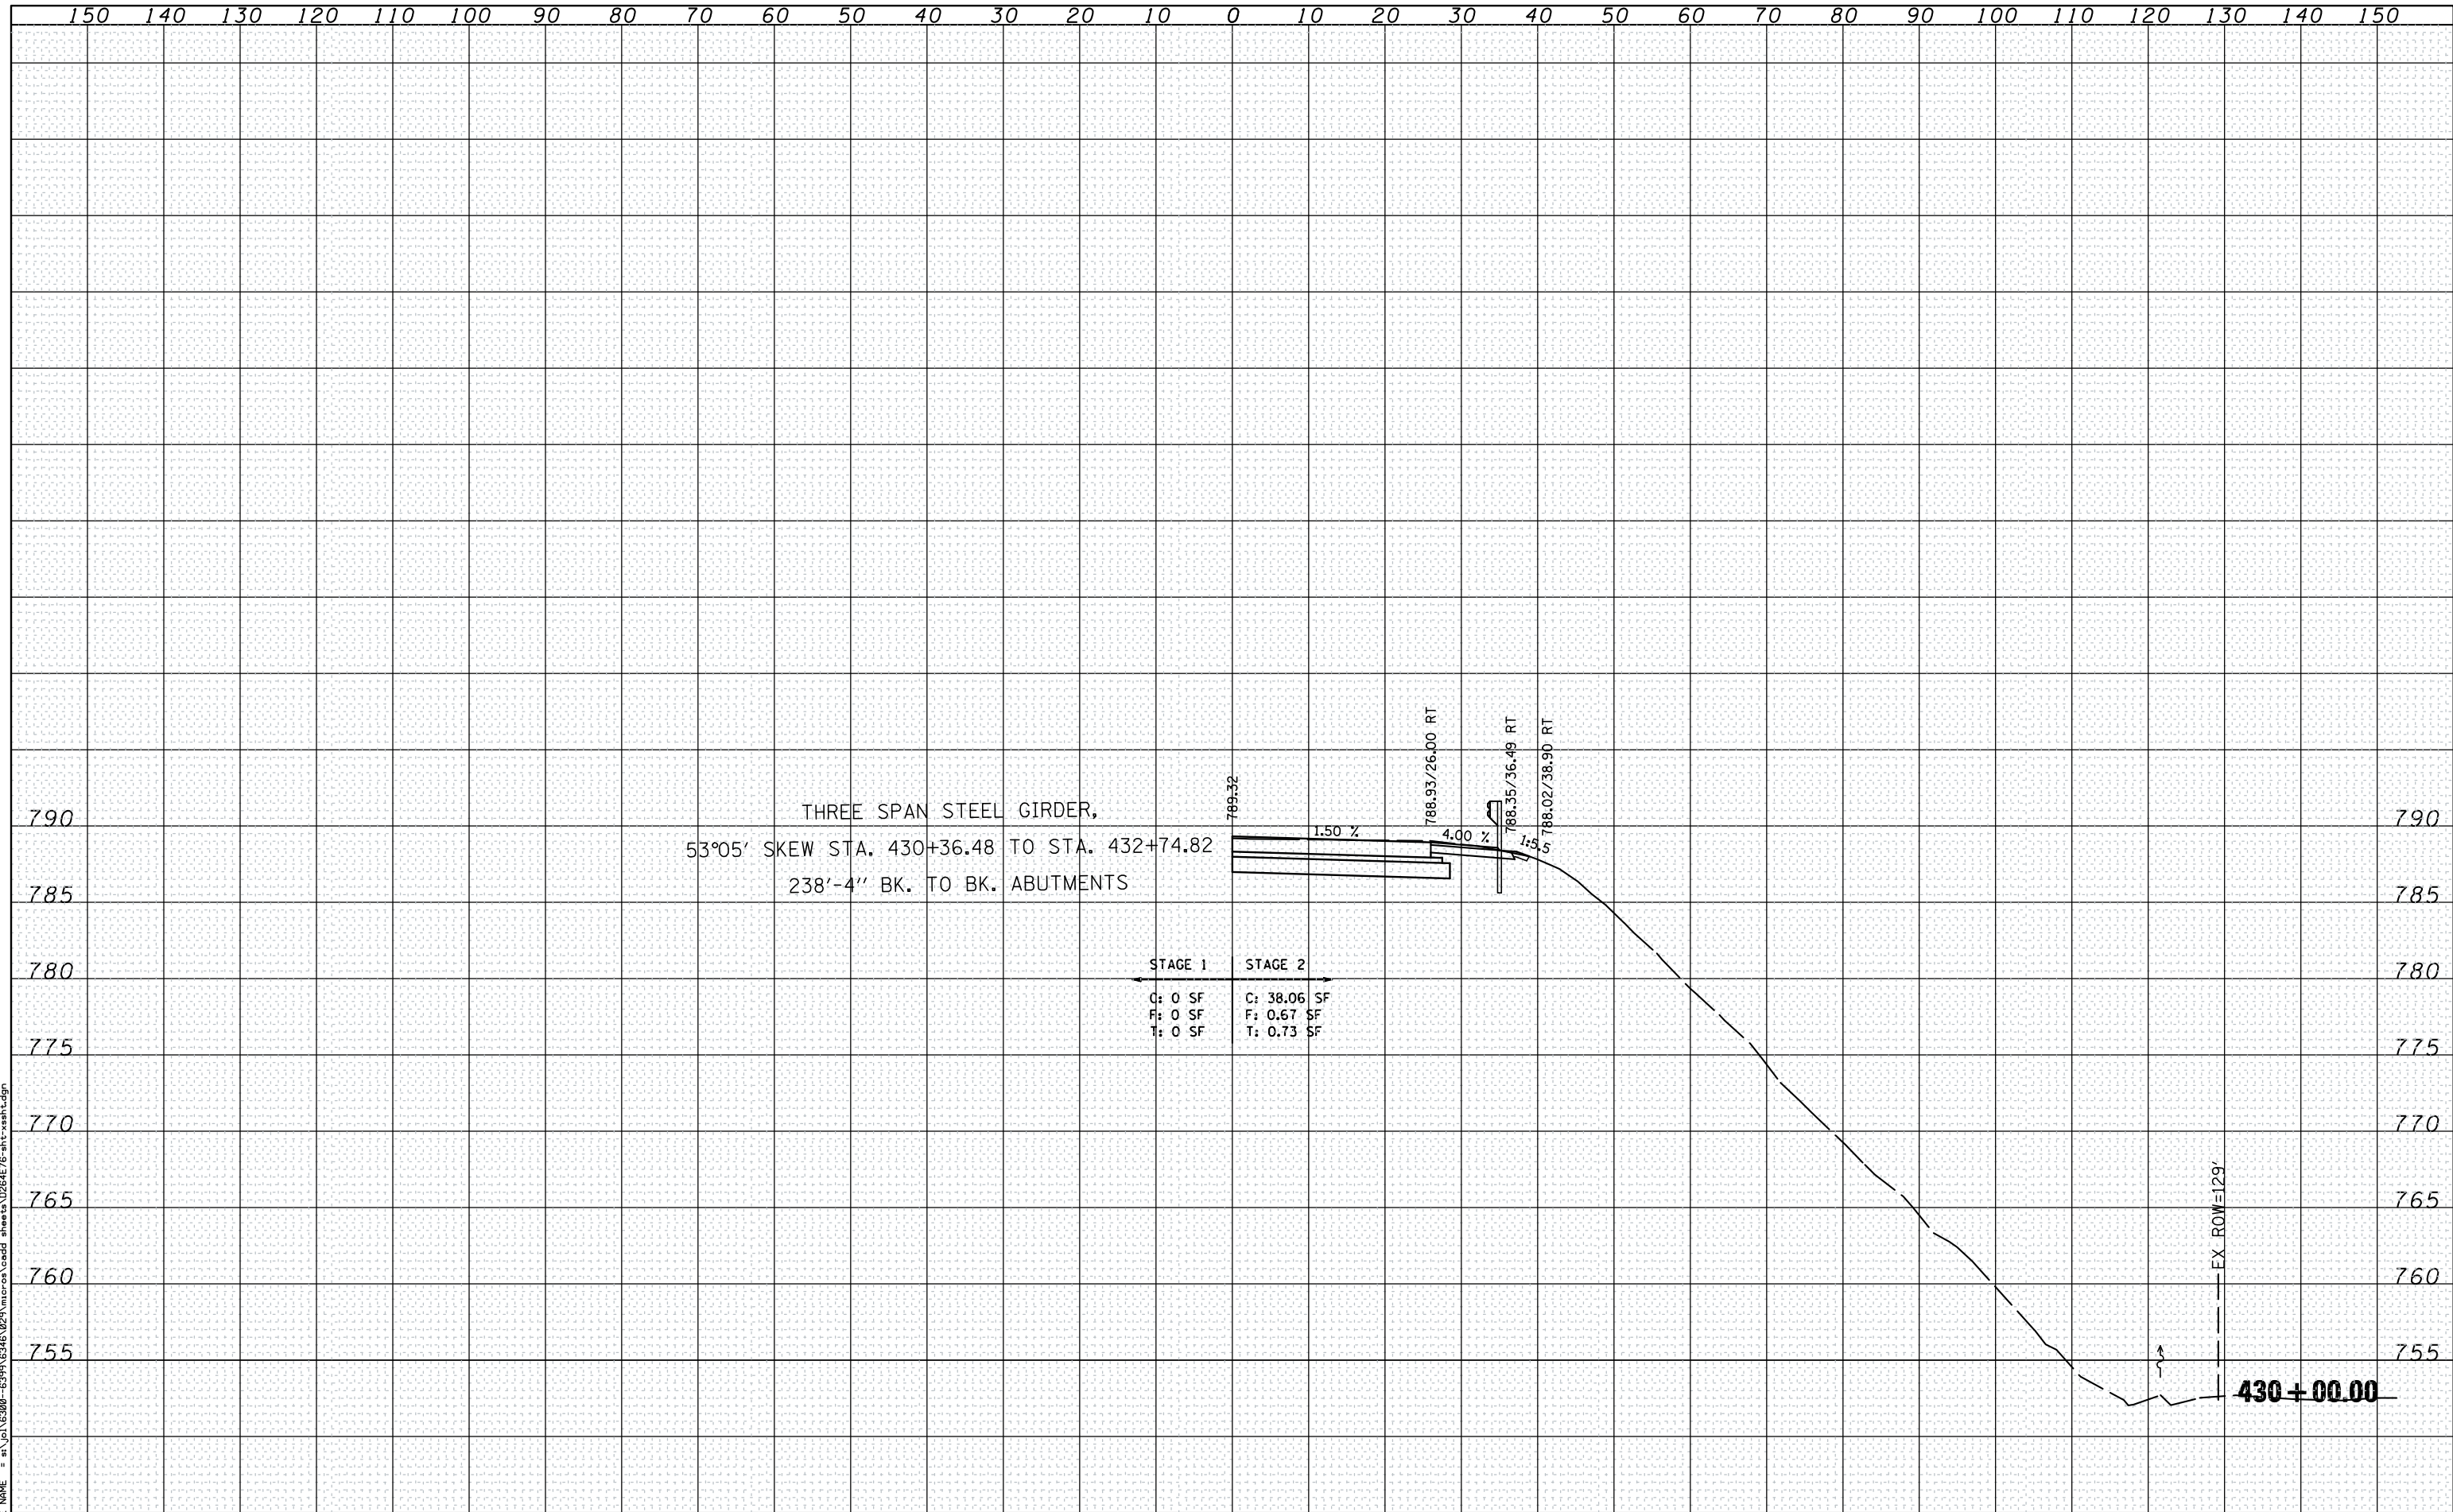 150 140 130 120 110 100 90 80 70 60 50 40 30 20 10 0 10 20 30 40 50 60 70 80 90 100 110 120 130 140 150
788.93/26.00 RT
788.35/36.49 RT
788.02/38.90 RT
789.32
THREE SPAN STEEL GIRDER,
53°05' SKEW STA. 430+36.48 TO STA. 432+74.82
238'-4" BK. TO BK. ABUTMENTS
1.50 %
4.00 %
1:5.5
790 790
785 785
780 780
STAGE 1 STAGE 2
C: 0 SF C: 38.06 SF
F: 0 SF F: 0.67 SF
T: 0 SF T: 0.73 SF
775 775
770 770
765 765
EX ROW=129'
760 760
755 755
430+00.00